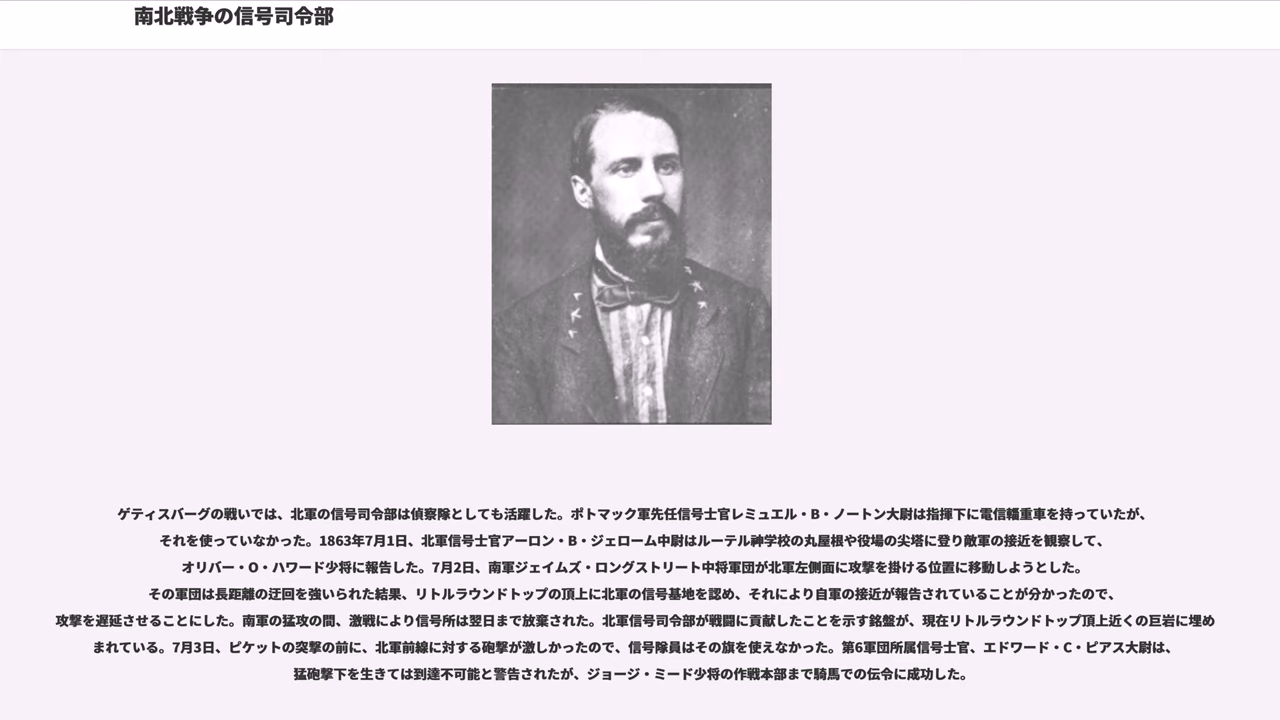 南北戦争の信号司令部
ゲティスバーグの戦いでは、北軍の信号司令部は偵察隊としても活躍した。ポトマック軍先任信号士官レミュエル・B・ノートン大尉は指揮下に電信輜重車を持っていたが、
それを使っていなかった。1863年7月1日、北軍信号士官アーロン・B・ジェローム中尉はルーテル神学校の丸屋根や役場の尖塔に登り敵軍の接近を観察して、
オリバー・O・ハワード少将に報告した。7月2日、南軍ジェイムズ・ロングストリート中将軍団が北軍左側面に攻撃を掛ける位置に移動しようとした。
その軍団は長距離の迂回を強いられた結果、リトルラウンドトップの頂上に北軍の信号基地を認め、それにより自軍の接近が報告されていることが分かったので、
攻撃を遅延させることにした。南軍の猛攻の間、激戦により信号所は翌日まで放棄された。北軍信号司令部が戦闘に貢献したことを示す銘盤が、現在リトルラウンドトップ頂上近くの巨岩に埋め
まれている。7月3日、ピケットの突撃の前に、北軍前線に対する砲撃が激しかったので、信号隊員はその旗を使えなかった。第6軍団所属信号士官、エドワード・C・ピアス大尉は、
猛砲撃下を生きては到達不可能と警告されたが、ジョージ・ミード少将の作戦本部まで騎馬での伝令に成功した。